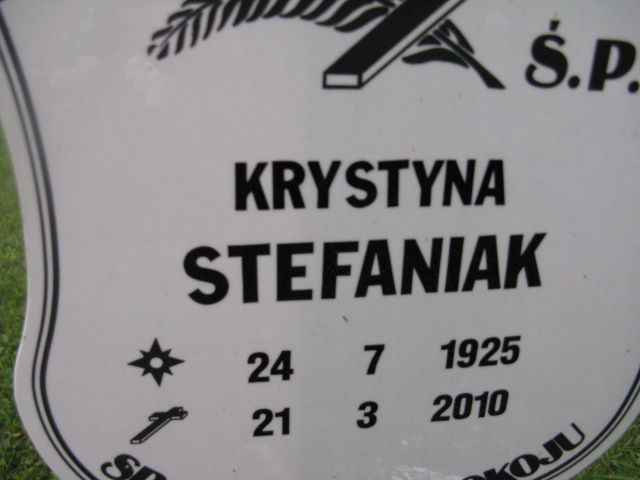 Ś.P.
KRYSTYNA
STEFANIAK
24 7 1925
21 3 2010